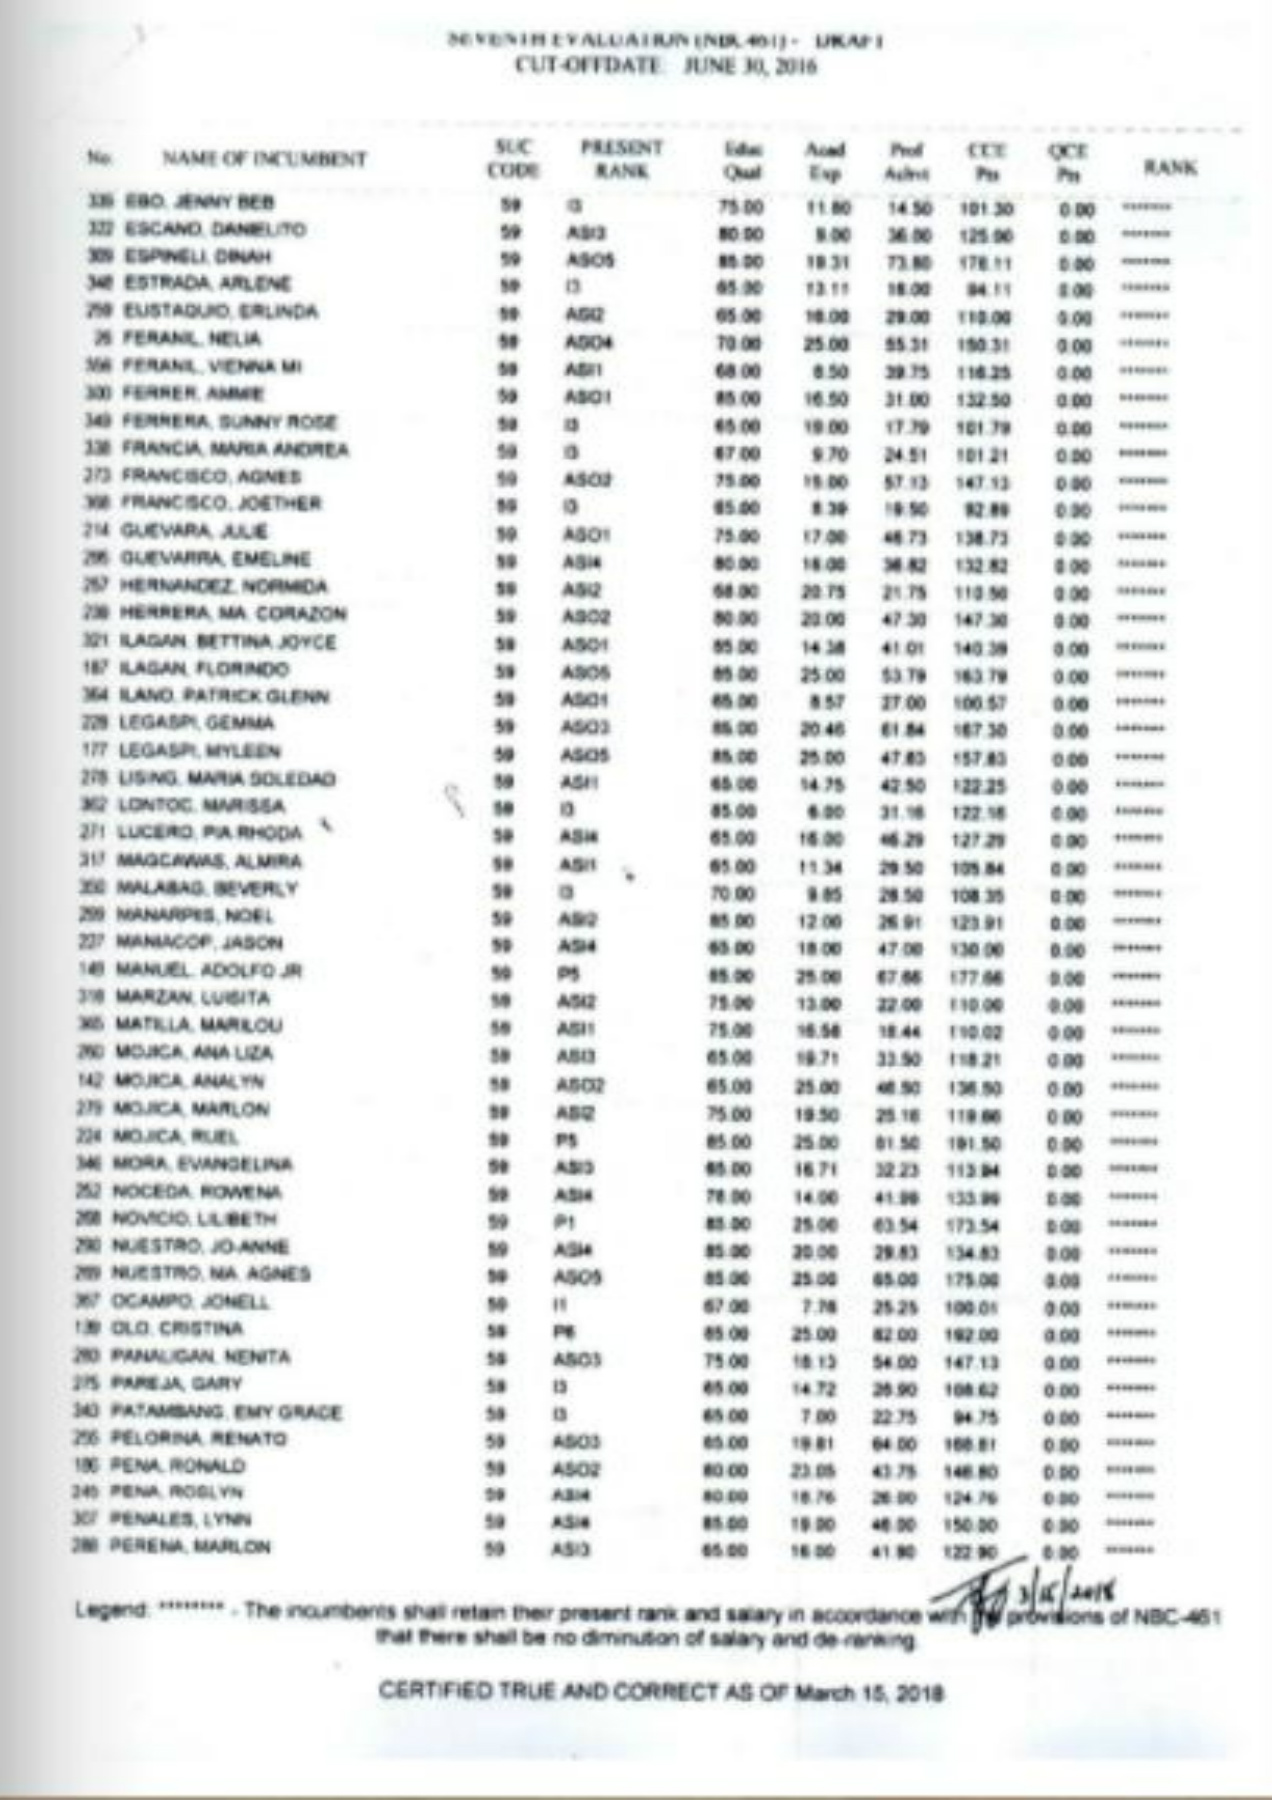 CUT-OFFDATE JUNE 30, 2016
No. NAME OF INCUMBENT SUC CODE PRESENT RANK Educ Qual Acad Exp Prof Achvt CCE Pts QCE Pts RANK
EBO, JENNY BEB 59 I3 75.00 11.80 14.50 101.30 0.00 *******
322 ESCANO, DANIELITO 59 ASI3 80.00 9.00 36.00 125.00 0.00 *******
309 ESPINELI, DINAH 59 ASO5 85.00 19.31 73.80 178.11 0.00 *******
348 ESTRADA, ARLENE 59 I3 65.00 13.11 16.00 94.11 0.00 *******
259 EUSTAQUIO, ERLINDA 59 ASI2 65.00 16.00 29.00 110.00 0.00 *******
26 FERANIL, NELIA 59 ASO4 70.00 25.00 55.31 150.31 0.00 *******
356 FERANIL, VIENNA MI 59 ASI1 68.00 8.50 39.75 116.25 0.00 *******
300 FERRER, AMMIE 59 ASO1 85.00 16.50 31.00 132.50 0.00 *******
349 FERRERA, SUNNY ROSE 59 I3 65.00 19.00 17.79 101.79 0.00 *******
338 FRANCIA, MARIA ANDREA 59 I3 67.00 9.70 24.51 101.21 0.00 *******
273 FRANCISCO, AGNES 59 ASO2 75.00 15.00 57.13 147.13 0.00 *******
368 FRANCISCO, JOETHER 59 I3 65.00 8.39 19.50 92.89 0.00 *******
214 GUEVARA, JULIE 59 ASO1 75.00 17.00 46.73 138.73 0.00 *******
GUEVARRA, EMELINE 59 ASI4 80.00 16.00 36.82 132.82 0.00 *******
257 HERNANDEZ, NORMIDA 59 ASI2 68.00 20.75 21.75 110.50 0.00 *******
HERRERA, MA. CORAZON 59 ASO2 80.00 20.00 47.30 147.30 0.00 *******
321 ILAGAN, BETTINA JOYCE 59 ASO1 85.00 14.38 41.01 140.39 0.00 *******
187 ILAGAN, FLORINDO 59 ASO5 85.00 25.00 53.79 163.79 0.00 *******
364 ILANO, PATRICK GLENN 59 ASO1 65.00 8.57 27.00 100.57 0.00 *******
228 LEGASPI, GEMMA 59 ASO3 85.00 20.46 61.84 167.30 0.00 *******
177 LEGASPI, MYLEEN 59 ASO5 85.00 25.00 47.83 157.83 0.00 *******
278 LISING, MARIA SOLEDAD 59 ASI1 65.00 14.75 42.50 122.25 0.00 *******
362 LONTOC, MARISSA 59 I3 85.00 6.00 31.16 122.16 0.00 *******
271 LUCERO, PIA RHODA 59 ASI4 65.00 16.00 46.29 127.29 0.00 *******
317 MAGCAWAS, ALMIRA 59 ASI1 65.00 11.34 29.50 105.84 0.00 *******
350 MALABAG, BEVERLY 59 I3 70.00 9.85 28.50 108.35 0.00 *******
299 MANARPIIS, NOEL 59 ASI2 85.00 12.00 26.91 123.91 0.00 *******
237 MANIACOP, JASON 59 ASI4 65.00 18.00 47.00 130.00 0.00 *******
149 MANUEL, ADOLFO JR 59 P5 85.00 25.00 67.66 177.66 0.00 *******
318 MARZAN, LUISITA 59 ASI2 75.00 13.00 22.00 110.00 0.00 *******
365 MATILLA, MARILOU 59 ASI1 75.00 16.58 18.44 110.02 0.00 *******
260 MOJICA, ANA LIZA 59 ASI3 65.00 19.71 33.50 118.21 0.00 *******
142 MOJICA, ANALYN 59 ASO2 65.00 25.00 46.50 136.50 0.00 *******
279 MOJICA, MARLON 59 ASI2 75.00 19.50 25.16 119.66 0.00 *******
224 MOJICA, RUEL 59 P5 85.00 25.00 81.50 191.50 0.00 *******
346 MORA, EVANGELINA 59 ASI3 65.00 16.71 32.23 113.94 0.00 *******
252 NOCEDA, ROWENA 59 ASI4 78.00 14.00 41.99 133.99 0.00 *******
268 NOVICIO, LILIBETH 59 P1 85.00 25.00 63.54 173.54 0.00 *******
290 NUESTRO, JO-ANNE 59 ASI4 85.00 20.00 29.83 134.83 0.00 *******
269 NUESTRO, MA. AGNES 59 ASO5 85.00 25.00 65.00 175.00 0.00 *******
367 OCAMPO, JONELL 59 I1 67.00 7.76 25.25 100.01 0.00 *******
139 OLO, CRISTINA 59 P6 85.00 25.00 82.00 192.00 0.00 *******
283 PANALIGAN, NENITA 59 ASO3 75.00 18.13 54.00 147.13 0.00 *******
275 PAREJA, GARY 59 I3 65.00 14.72 28.90 108.62 0.00 *******
343 PATAMBANG, EMY GRACE 59 I3 65.00 7.00 22.75 94.75 0.00 *******
255 PELORINA, RENATO 59 ASO3 85.00 19.81 64.00 168.81 0.00 *******
186 PENA, RONALD 59 ASO2 80.00 23.05 43.75 146.80 0.00 *******
245 PENA, ROSLYN 59 ASI4 80.00 18.76 26.00 124.76 0.00 *******
307 PENALES, LYNN 59 ASI4 85.00 19.00 46.00 150.00 0.00 *******
288 PERENA, MARLON 59 ASI3 65.00 16.00 41.90 122.90 0.00 *******
3/15/2018
Legend: ******** - The incumbents shall retain their present rank and salary in accordance with the provisions of NBC-461
that there shall be no diminution of salary and de-ranking.
CERTIFIED TRUE AND CORRECT AS OF March 15, 2018